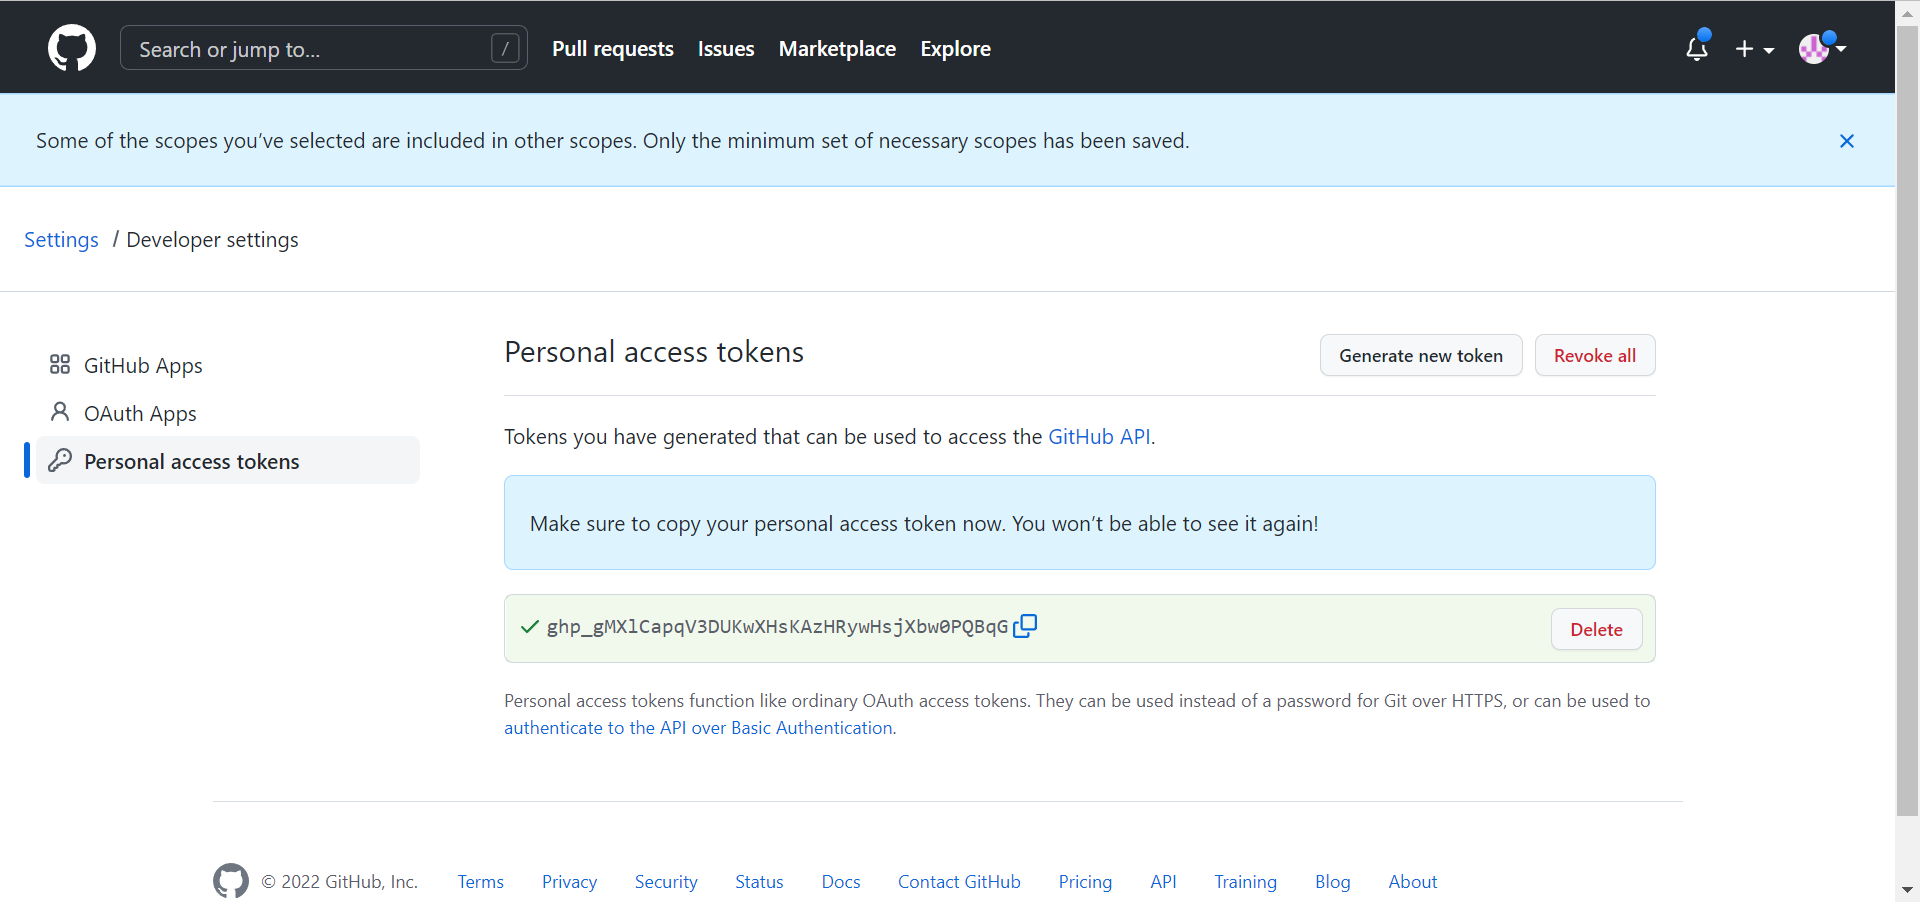 Search or jump to...
/
Pull requests Issues Marketplace Explore
Some of the scopes you’ve selected are included in other scopes. Only the minimum set of necessary scopes has been saved.
Settings / Developer settings
GitHub Apps
OAuth Apps
Personal access tokens
Personal access tokens
Generate new token
Revoke all
Tokens you have generated that can be used to access the GitHub API.
Make sure to copy your personal access token now. You won’t be able to see it again!
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
Delete
Personal access tokens function like ordinary OAuth access tokens. They can be used instead of a password for Git over HTTPS, or can be used to
authenticate to the API over Basic Authentication.
© 2022 GitHub, Inc. Terms Privacy Security Status Docs Contact GitHub Pricing API Training Blog About